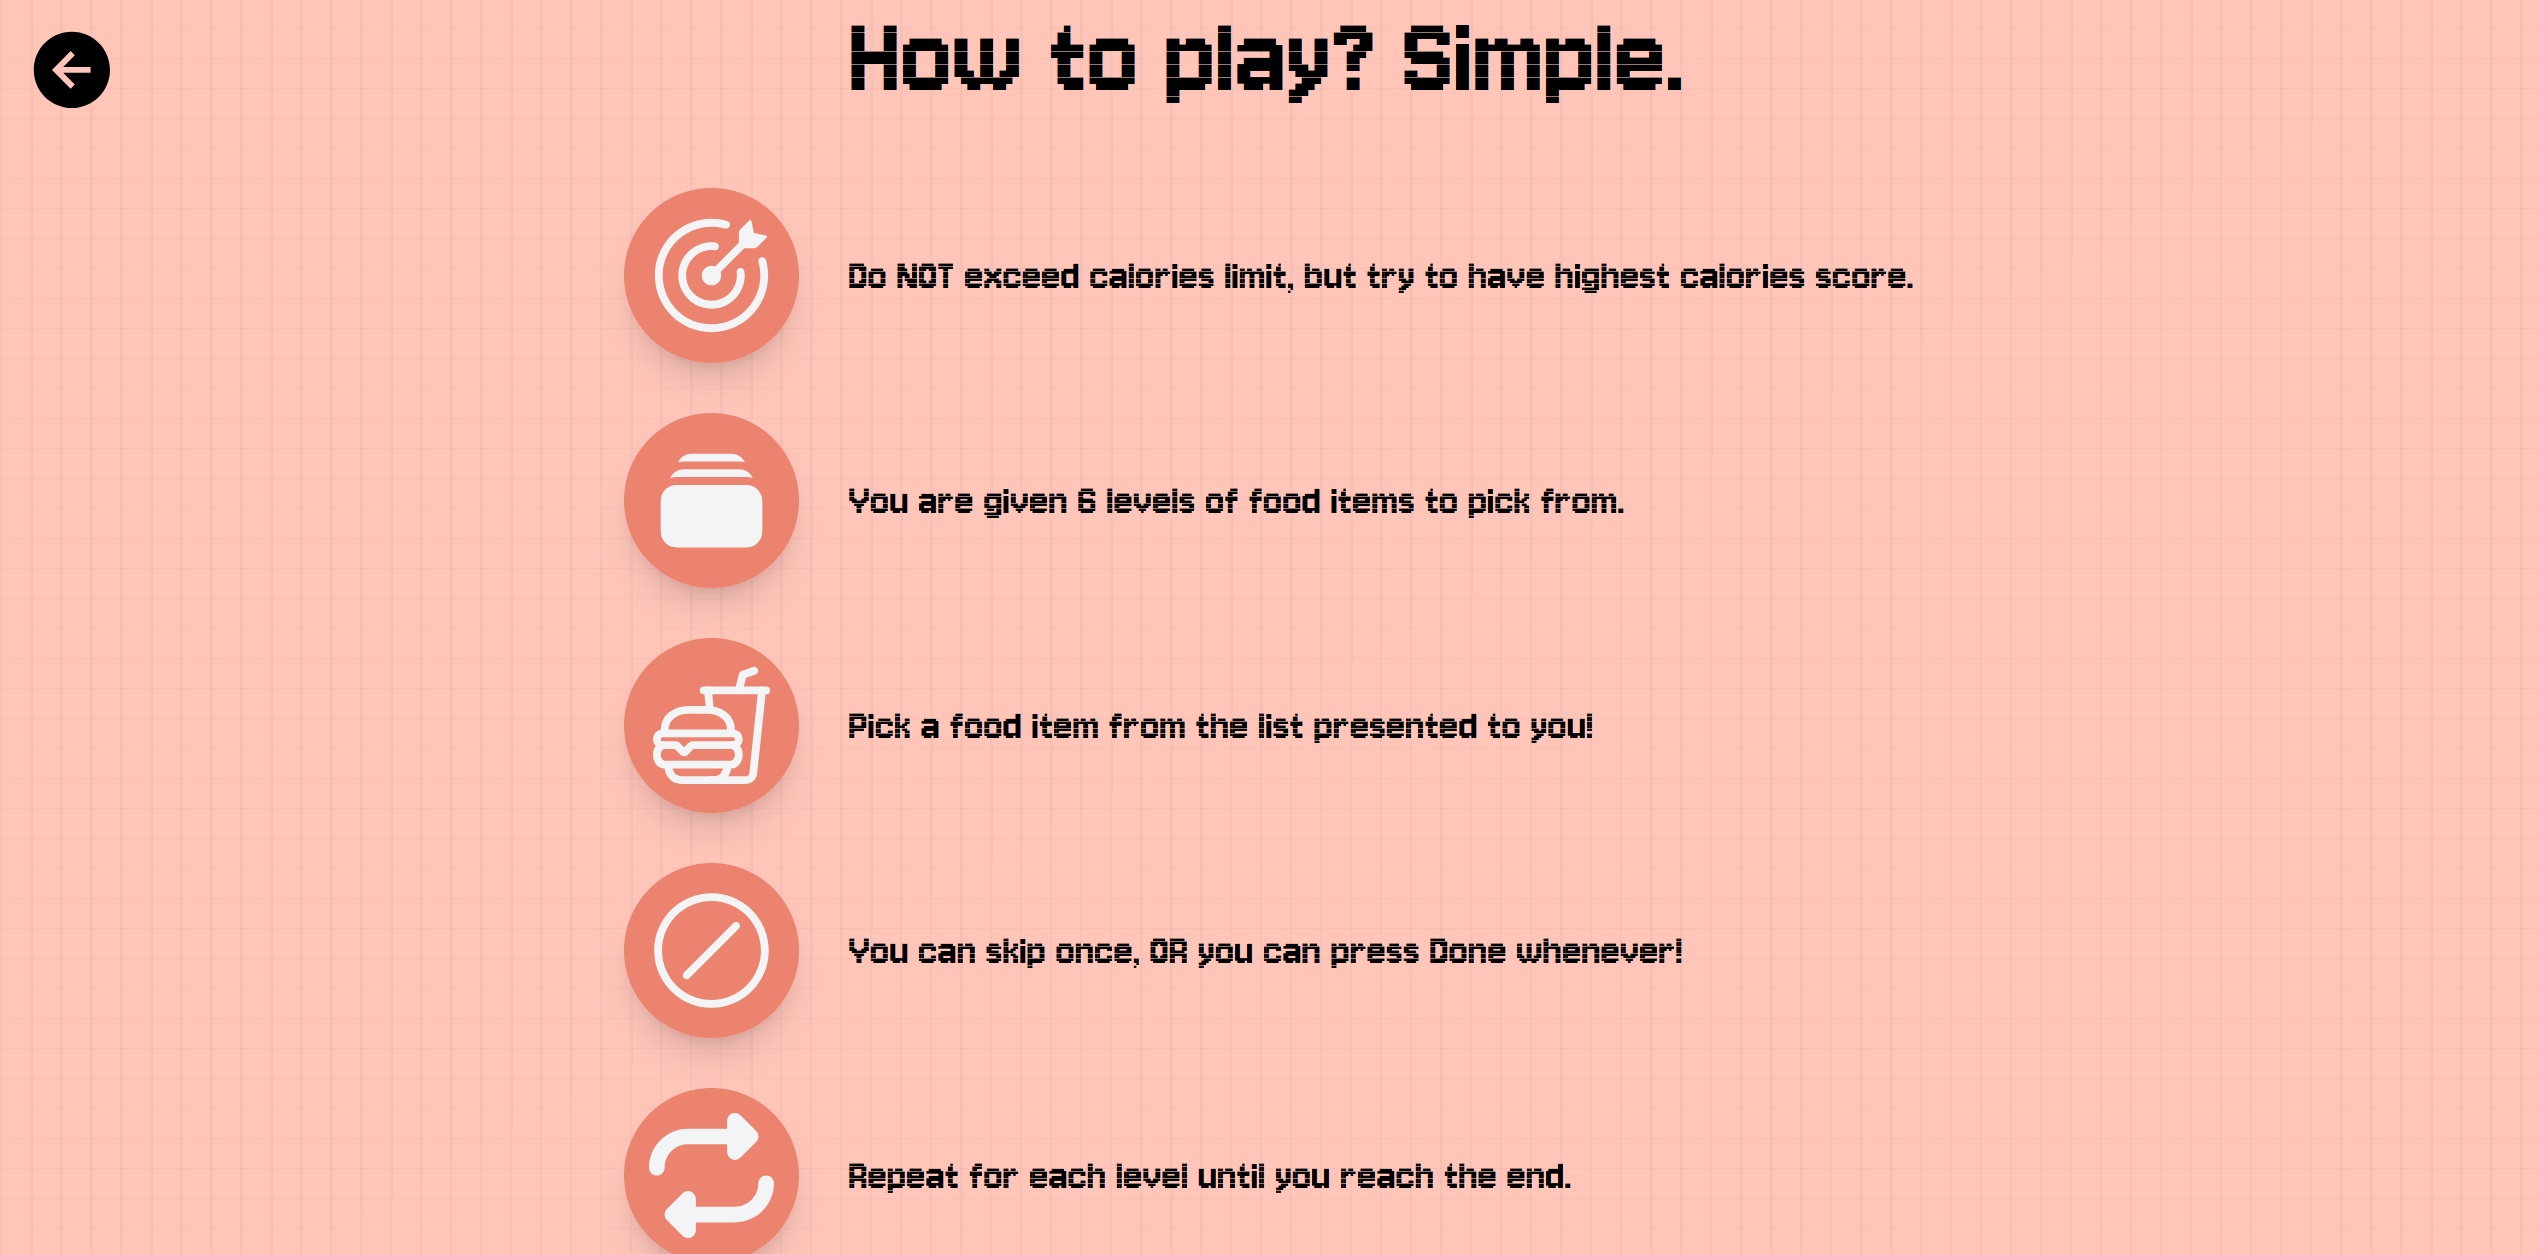 How to play? Simple.
Do NOT exceed calories limit, but try to have highest calories score.
You are given 6 levels of food items to pick from.
Pick a food item from the list presented to you!
You can skip once, OR you can press Done whenever!
Repeat for each level until you reach the end.